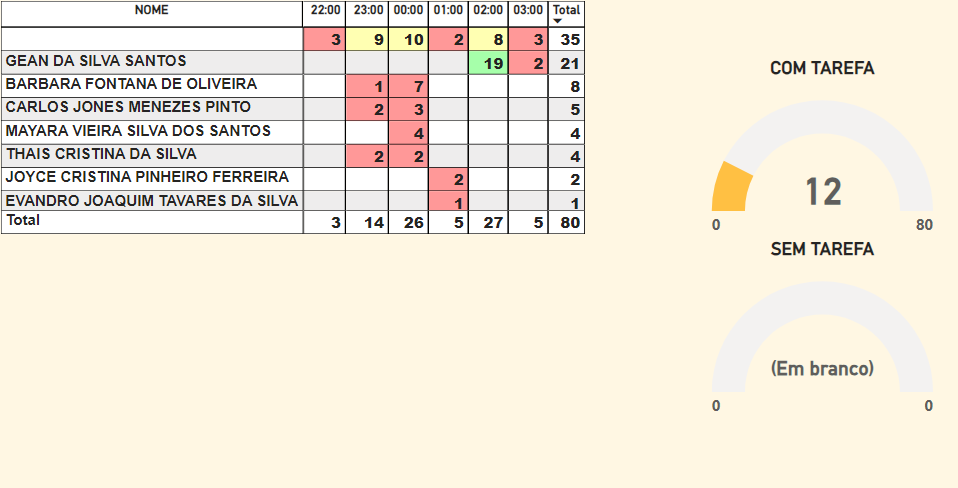 NOME 22:00 23:00 00:00 01:00 02:00 03:00 Total
3 9 10 2 8 3 35
GEAN DA SILVA SANTOS 19 2 21
BARBARA FONTANA DE OLIVEIRA 1 7 8
CARLOS JONES MENEZES PINTO 2 3 5
MAYARA VIEIRA SILVA DOS SANTOS 4 4
THAIS CRISTINA DA SILVA 2 2 4
JOYCE CRISTINA PINHEIRO FERREIRA 2 2
EVANDRO JOAQUIM TAVARES DA SILVA 1 1
Total 3 14 26 5 27 5 80
COM TAREFA
12
0 80
SEM TAREFA
(Em branco)
0 0